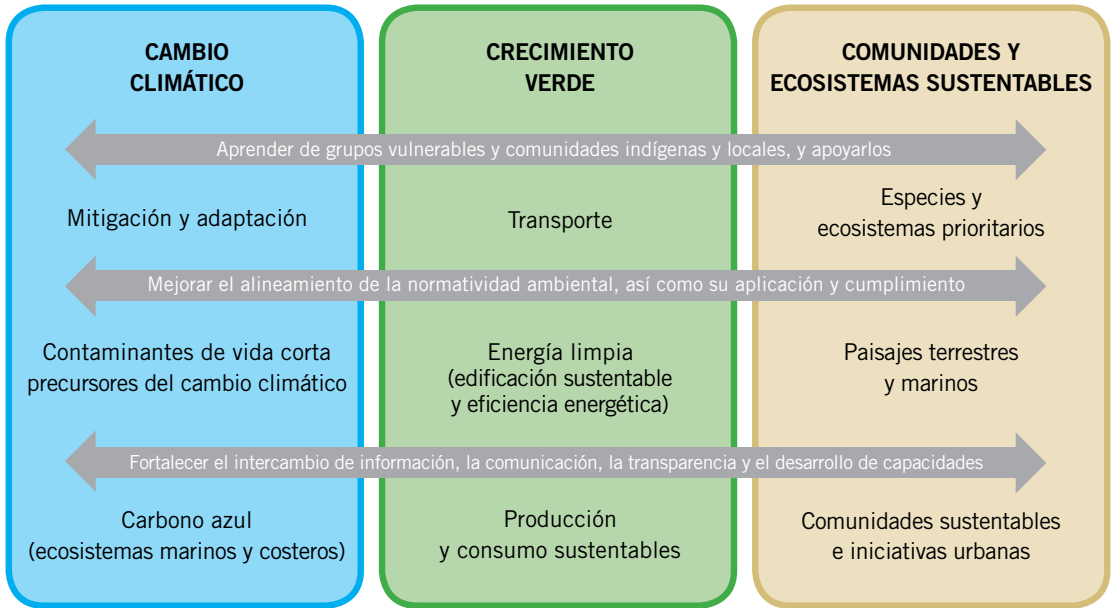 CAMBIO
CLIMÁTICO
CRECIMIENTO
VERDE
COMUNIDADES Y
ECOSISTEMAS SUSTENTABLES
Aprender de grupos vulnerables y comunidades indígenas y locales, y apoyarlos
Mitigación y adaptación
Transporte
Especies y
ecosistemas prioritarios
Mejorar el alineamiento de la normatividad ambiental, así como su aplicación y cumplimiento
Contaminantes de vida corta
precursores del cambio climático
Energía limpia
(edificación sustentable
y eficiencia energética)
Paisajes terrestres
y marinos
Fortalecer el intercambio de información, la comunicación, la transparencia y el desarrollo de capacidades
Carbono azul
(ecosistemas marinos y costeros)
Producción
y consumo sustentables
Comunidades sustentables
e iniciativas urbanas